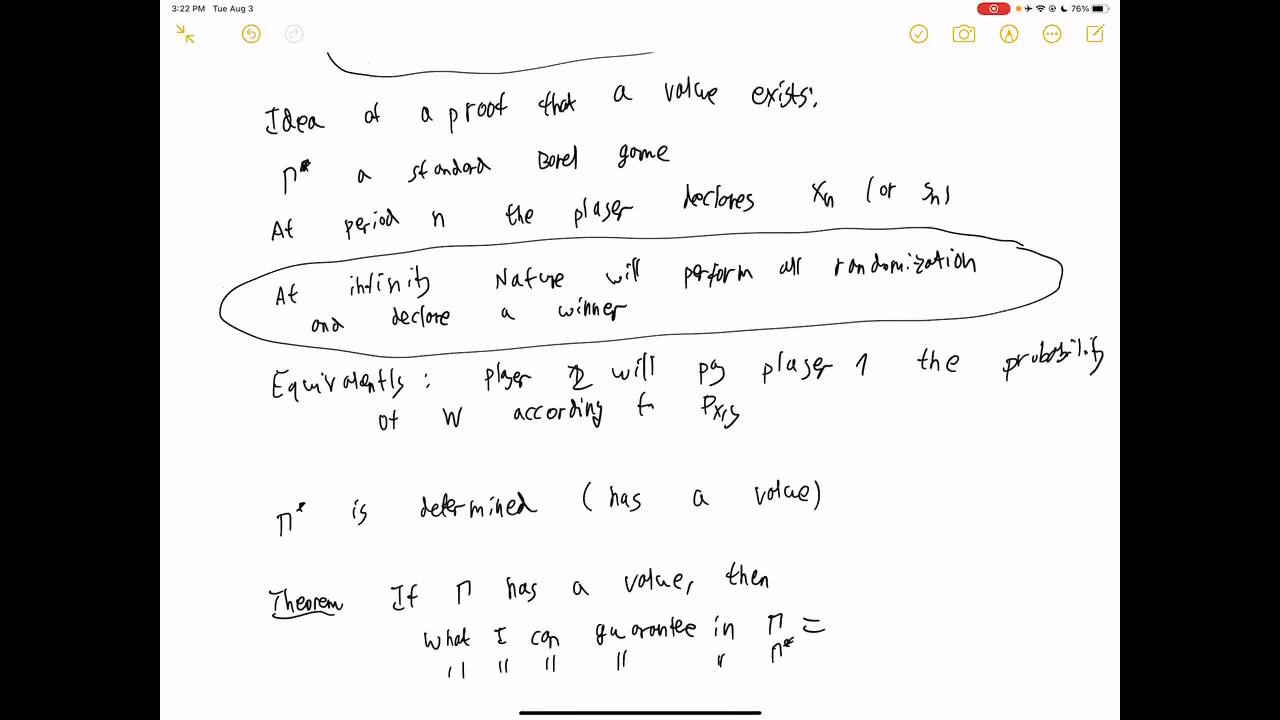 3:22 PM Tue Aug 3
76%
Idea of a proof that a value exists:
Γ* a standard Borel game
At period n the player declares xn (or sn)
At infinity Nature will perform all randomization
and declare a winner
Equivalently: player 2 will pay player 1 the probability
of W according to Px,y
Γ* is determined (has a value)
Theorem If Γ has a value, then
What I can guarantee in Γ =
" " " " " Γ*